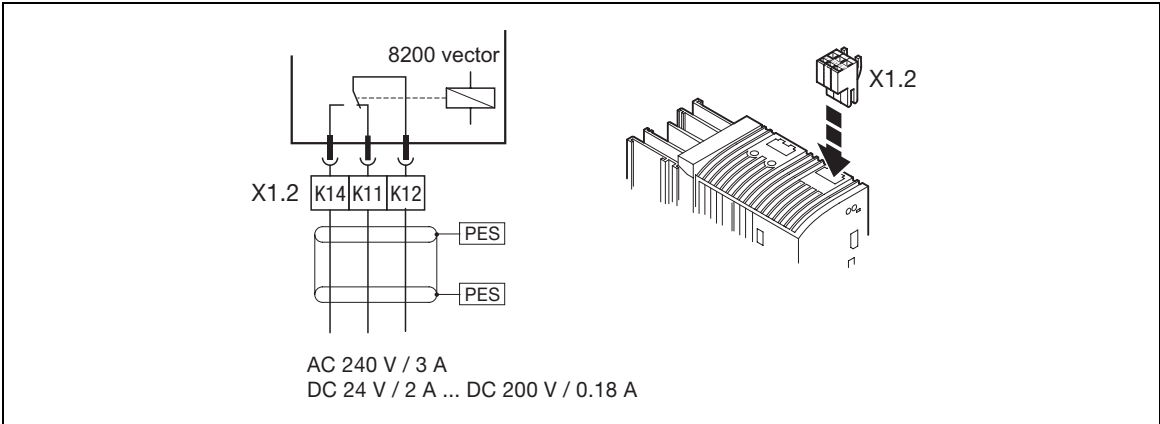 8200 vector
X1.2
X1.2 K14 K11 K12
PES
PES
AC 240 V / 3 A
DC 24 V / 2 A ... DC 200 V / 0.18 A